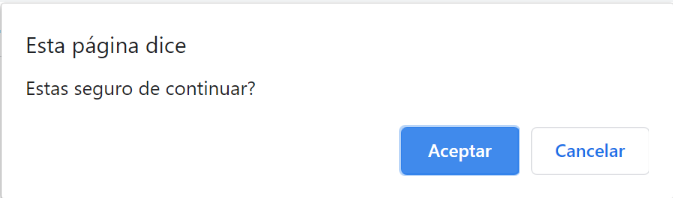 Esta página dice
Estas seguro de continuar?
Aceptar
Cancelar